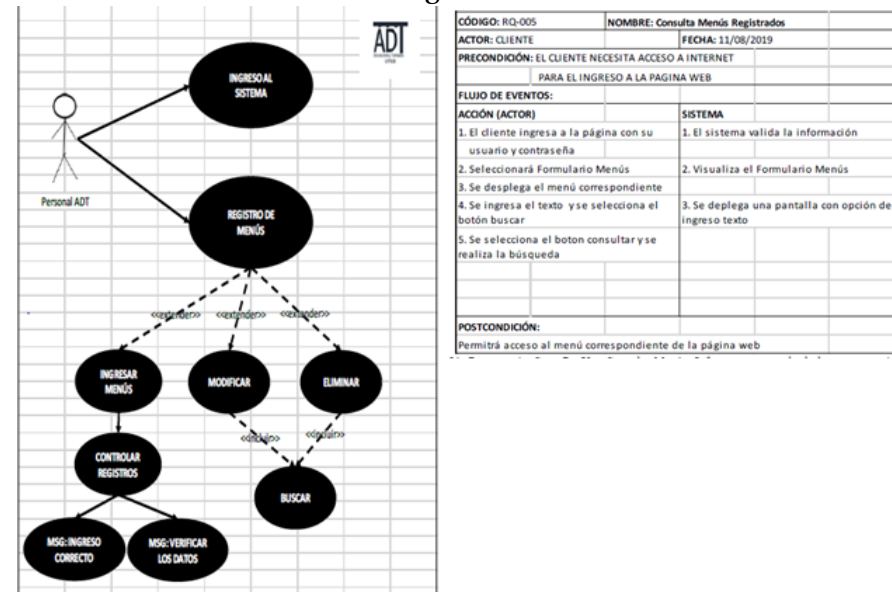 ADT
INGRESO AL
SISTEMA
Personal ADT
REGISTRO DE
MENÚS
<<extender>> <<extender>> <<extander>>
INGRESAR
MENÚS
MODIFICAR
ELIMINAR
<<incluir>> <<incluir>>
CONTROLAR
REGISTROS
BUSCAR
MSG: INGRESO
CORRECTO
MSG: VERIFICAR
LOS DATOS
CÓDIGO: RQ-005 NOMBRE: Consulta Menús Registrados
ACTOR: CLIENTE FECHA: 11/08/2019
PRECONDICIÓN: EL CLIENTE NECESITA ACCESO A INTERNET
PARA EL INGRESO A LA PAGINA WEB
FLUJO DE EVENTOS:
ACCIÓN (ACTOR) SISTEMA
1. El cliente ingresa a la página con su
usuario y contraseña
1. El sistema valida la información
2. Seleccionará Formulario Menús 2. Visualiza el Formulario Menús
3. Se desplega el menú correspondiente
4. Se ingresa el texto y se selecciona el
botón buscar
3. Se deplega una pantalla con opción de
ingreso texto
5. Se selecciona el boton consultar y se
realiza la búsqueda
POSTCONDICIÓN:
Permitrá acceso al menú correspondiente de la página web